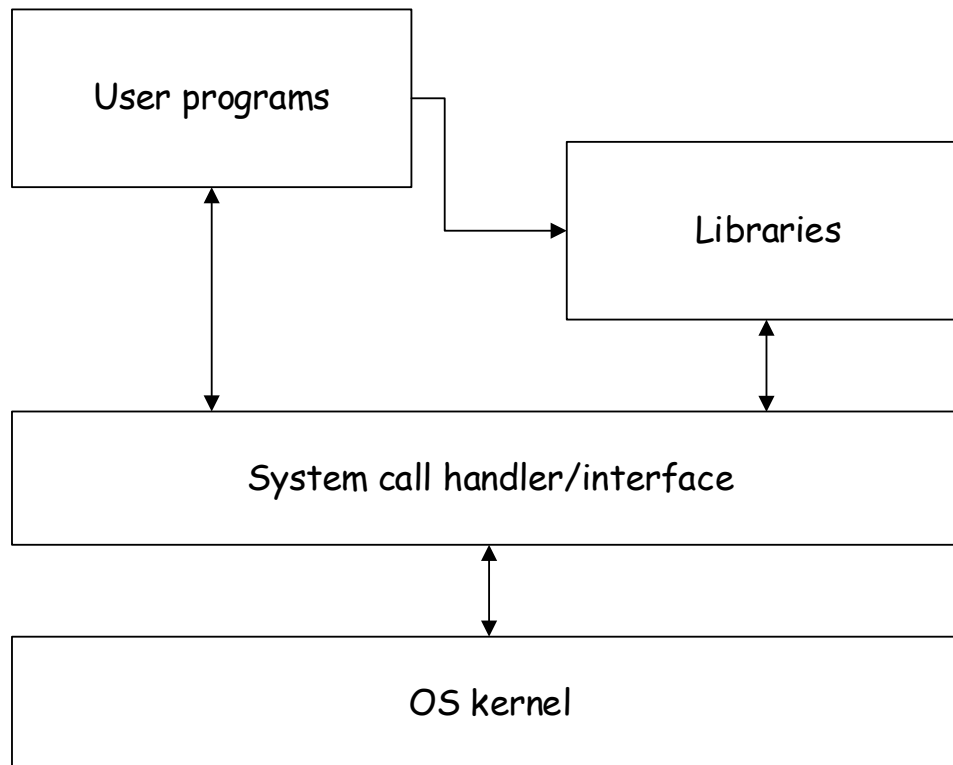 User programs
Libraries
System call handler/interface
OS kernel